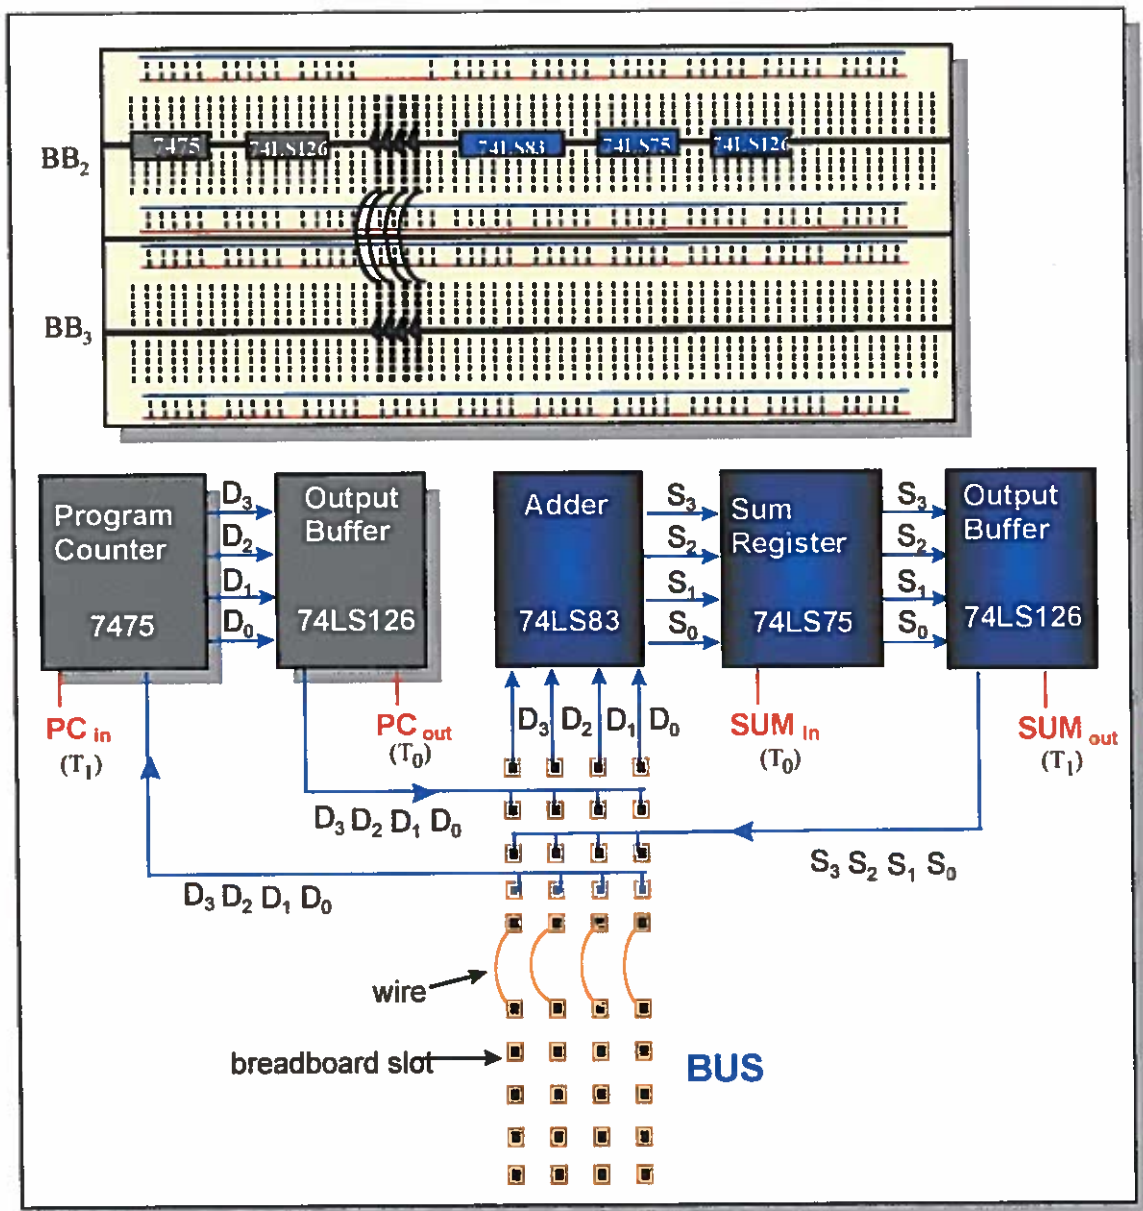 BB2
7475 74LS126 74LS83 74LS75 74LS126
BB3
Program Counter
7475
D3
D2
D1
D0
Output Buffer
74LS126
Adder
74LS83
S3
S2
S1
S0
Sum Register
74LS75
S3
S2
S1
S0
Output Buffer
74LS126
PC in
(T1)
PC out
(T0)
D3 D2 D1 D0
SUM In
(T0)
SUM out
(T1)
D3 D2 D1 D0
S3 S2 S1 S0
D3 D2 D1 D0
wire
breadboard slot
BUS